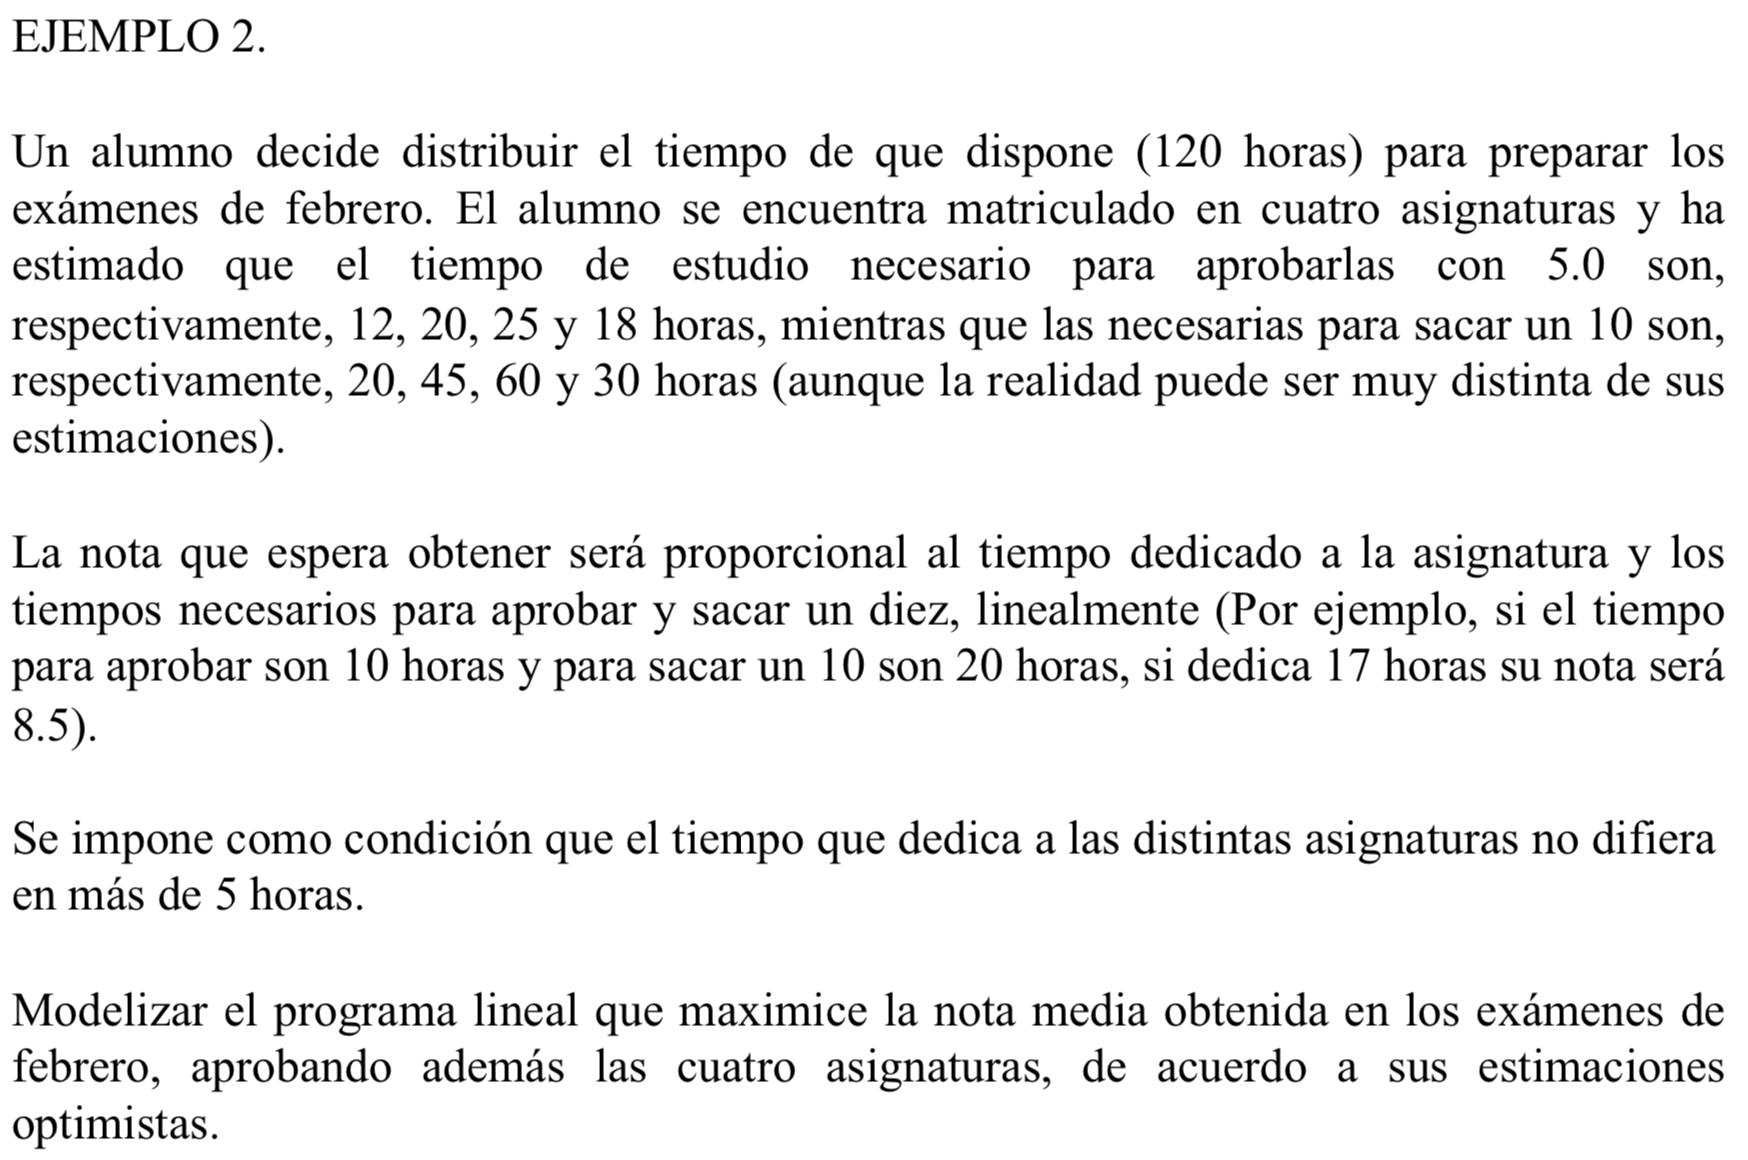 EJEMPLO 2.
Un alumno decide distribuir el tiempo de que dispone (120 horas) para preparar los
exámenes de febrero. El alumno se encuentra matriculado en cuatro asignaturas y ha
estimado que el tiempo de estudio necesario para aprobarlas con 5.0 son,
respectivamente, 12, 20, 25 y 18 horas, mientras que las necesarias para sacar un 10 son,
respectivamente, 20, 45, 60 y 30 horas (aunque la realidad puede ser muy distinta de sus
estimaciones).
La nota que espera obtener será proporcional al tiempo dedicado a la asignatura y los
tiempos necesarios para aprobar y sacar un diez, linealmente (Por ejemplo, si el tiempo
para aprobar son 10 horas y para sacar un 10 son 20 horas, si dedica 17 horas su nota será
8.5).
Se impone como condición que el tiempo que dedica a las distintas asignaturas no difiera
en más de 5 horas.
Modelizar el programa lineal que maximice la nota media obtenida en los exámenes de
febrero, aprobando además las cuatro asignaturas, de acuerdo a sus estimaciones
optimistas.